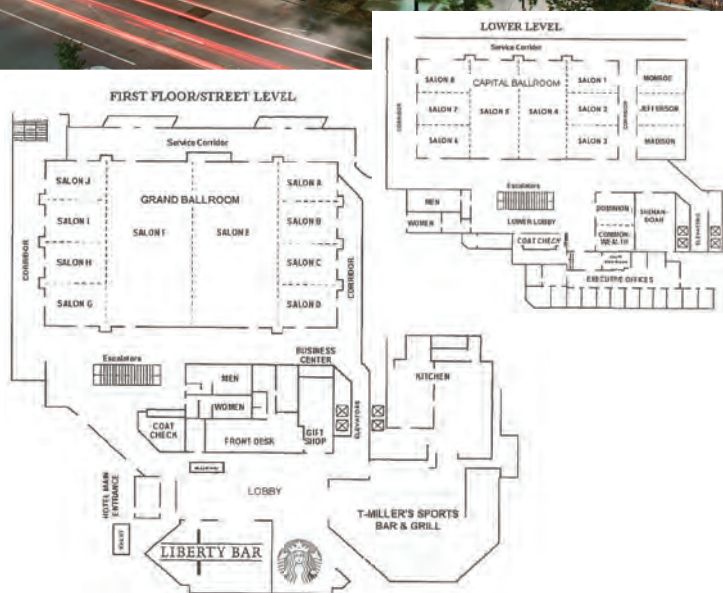 LOWER LEVEL
Service Corridor
SALON 8
CAPITAL BALLROOM
SALON 1
MONROE
SALON 7
SALON 5
SALON 4
SALON 2
JEFFERSON
SALON 6
SALON 3
MADISON
CORRIDOR
CORRIDOR
MEN
WOMEN
Escalators
LOWER LOBBY
COAT CHECK
DOMINION
COMMON-
WEALTH
SHENAN-
DOAH
ELEVATORS
EXECUTIVE OFFICES
FIRST FLOOR/STREET LEVEL
Service Corridor
SALON J
GRAND BALLROOM
SALON A
SALON I
SALON F
SALON E
SALON B
SALON H
SALON C
SALON G
SALON D
CORRIDOR
CORRIDOR
Escalators
MEN
WOMEN
COAT
CHECK
FRONT DESK
BUSINESS
CENTER
GIFT
SHOP
ELEVATORS
KITCHEN
HOTEL MAIN
ENTRANCE
LOBBY
T-MILLER'S SPORTS
BAR & GRILL
LIBERTY BAR